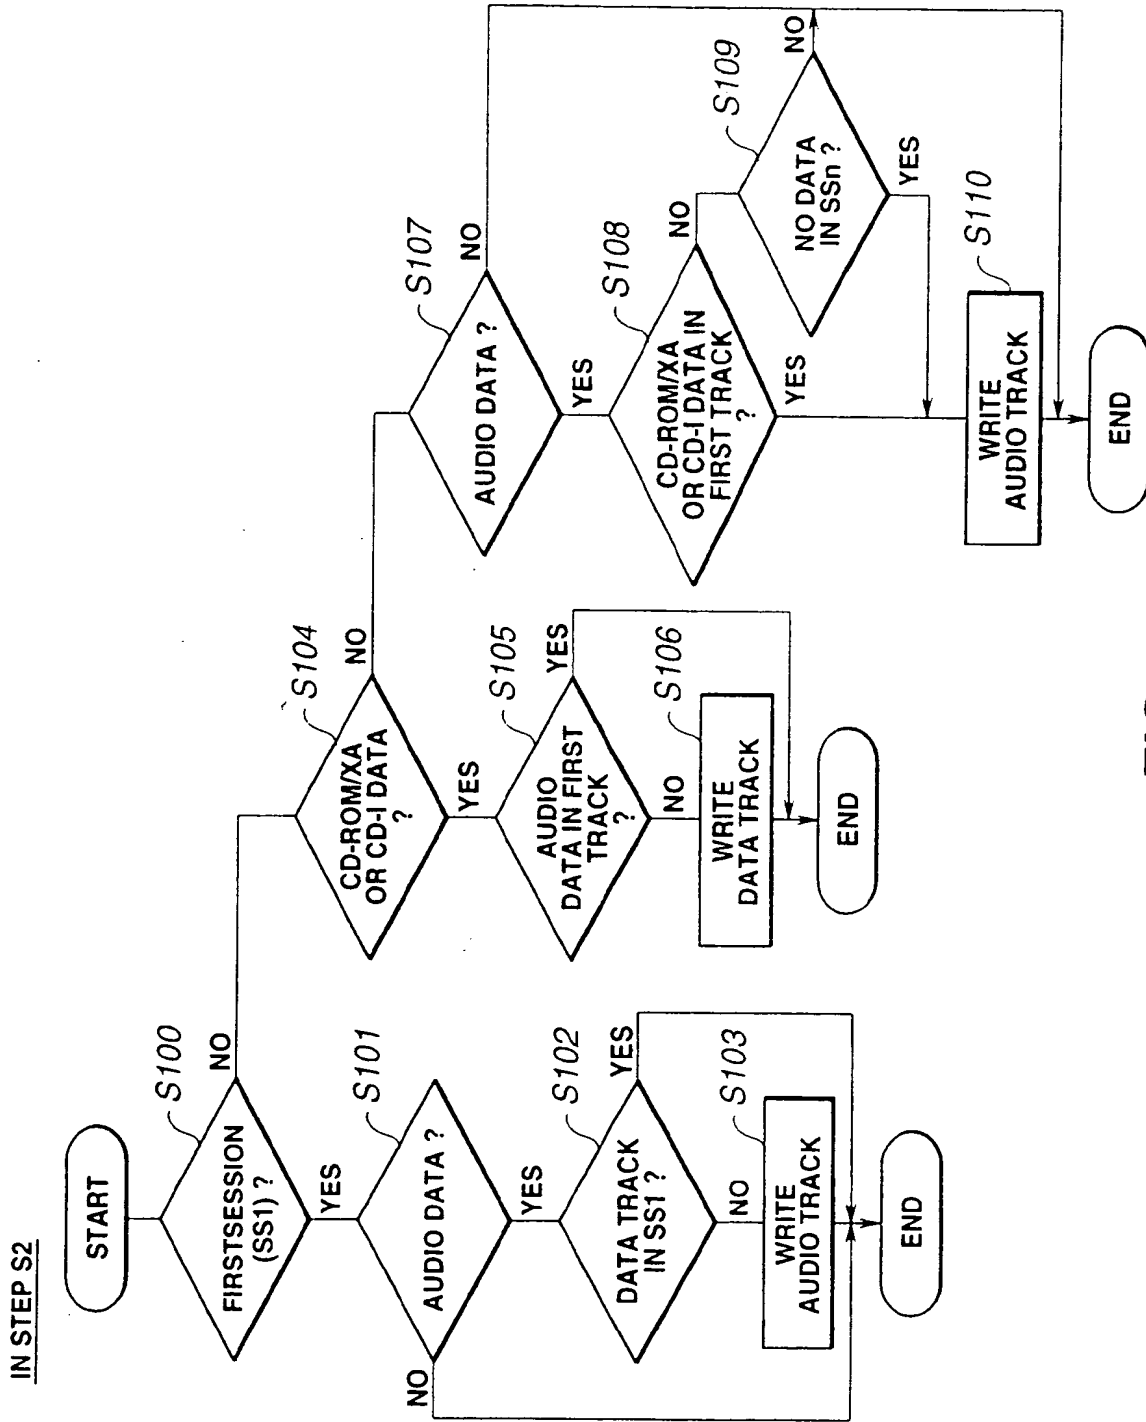 IN STEP S2
START
S100
FIRSTSESSION
(SS1) ?
NO
YES
S101
AUDIO DATA ?
NO
YES
S102
DATA TRACK
IN SS1 ?
YES
NO
S103
WRITE
AUDIO TRACK
END
S104
CD-ROM/XA
OR CD-I DATA
?
NO
YES
S105
AUDIO
DATA IN FIRST
TRACK
?
YES
NO
S106
WRITE
DATA TRACK
END
S107
AUDIO DATA ?
NO
YES
S108
CD-ROM/XA
OR CD-I DATA IN
FIRST TRACK
?
NO
YES
S109
NO DATA
IN SSn ?
NO
YES
S110
WRITE
AUDIO TRACK
END